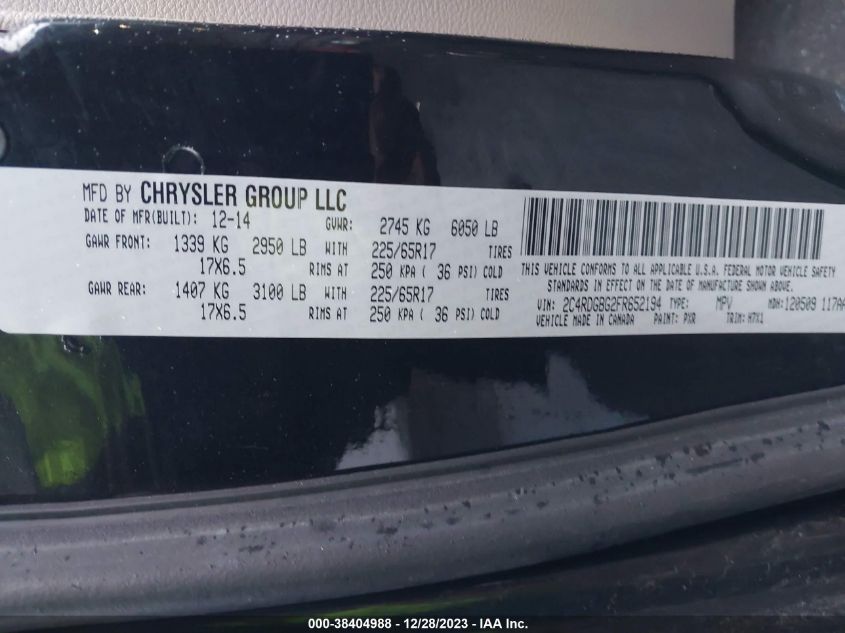 MFD BY CHRYSLER GROUP LLC
DATE OF MFR(BUILT): 12-14 GVWR: 2745 KG 6050 LB
GAWR FRONT: 1339 KG 2950 LB WITH 225/65R17 TIRES
17X6.5 RIMS AT 250 KPA ( 36 PSI) COLD
GAWR REAR: 1407 KG 3100 LB WITH 225/65R17 TIRES
17X6.5 RIMS AT 250 KPA ( 36 PSI) COLD
THIS VEHICLE CONFORMS TO ALL APPLICABLE U.S.A. FEDERAL MOTOR VEHICLE SAFETY
STANDARDS IN EFFECT ON THE DATE OF MANUFACTURE SHOWN ABOVE.
VIN: 2C4RDGBG2FR652194 TYPE: MPV MDH: 120509 117AA
VEHICLE MADE IN CANADA PAINT: PXR TRIM: H7X1
000-38404988 - 12/28/2023 - IAA Inc.